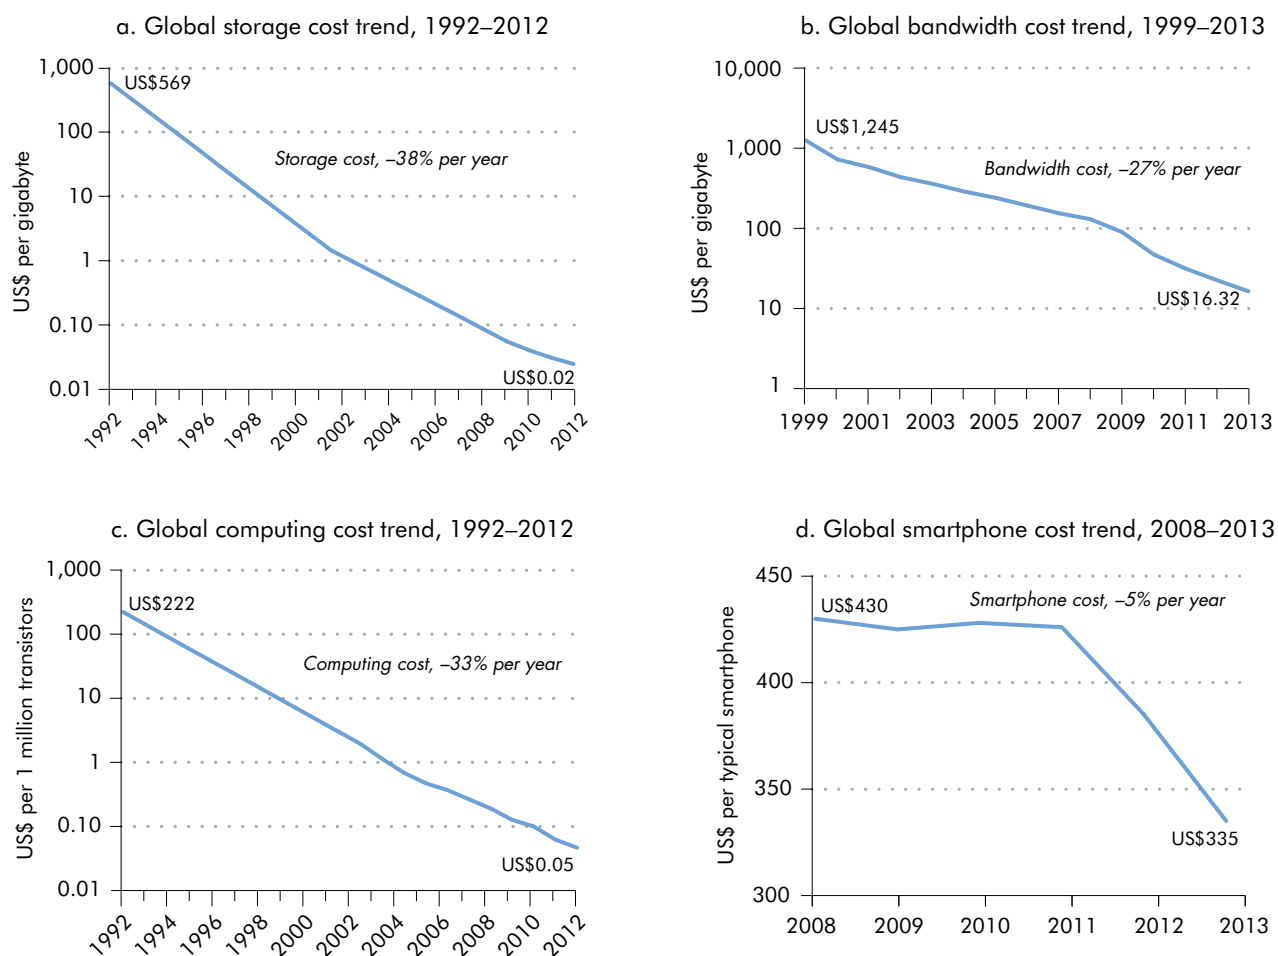 a. Global storage cost trend, 1992–2012
US$ per gigabyte
1,000
100
10
1
0.10
0.01
US$569
Storage cost, –38% per year
US$0.02
1992
1994
1996
1998
2000
2002
2004
2006
2008
2010
2012
b. Global bandwidth cost trend, 1999–2013
US$ per gigabyte
10,000
1,000
100
10
1
US$1,245
Bandwidth cost, –27% per year
US$16.32
1999
2001
2003
2005
2007
2009
2011
2013
c. Global computing cost trend, 1992–2012
US$ per 1 million transistors
1,000
100
10
1
0.10
0.01
US$222
Computing cost, –33% per year
US$0.05
1992
1994
1996
1998
2000
2002
2004
2006
2008
2010
2012
d. Global smartphone cost trend, 2008–2013
US$ per typical smartphone
450
400
350
300
US$430
Smartphone cost, –5% per year
US$335
2008
2009
2010
2011
2012
2013